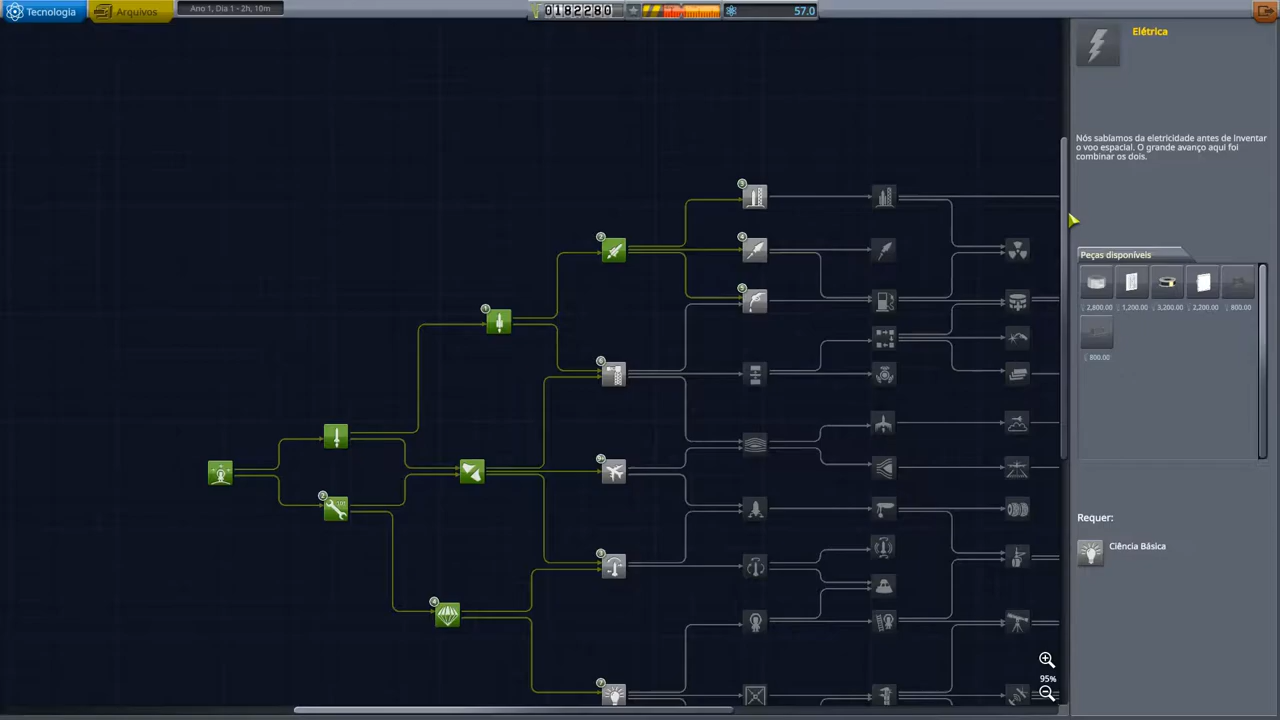 Tecnologia
Arquivos
Ano 1, Dia 1 - 2h, 10m
0182280
57.0
Elétrica
Nós sabíamos da eletricidade antes de inventar
o voo espacial. O grande avanço aqui foi
combinar os dois.
Peças disponíveis
2,800.00 1,200.00 3,200.00 2,200.00 800.00
800.00
Requer:
Ciência Básica
95%